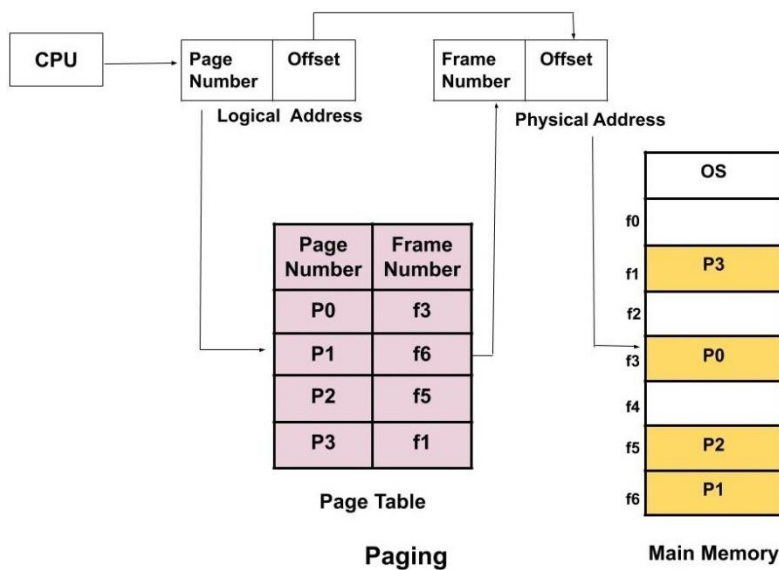 CPU
Page
Number
Offset
Logical Address
Frame
Number
Offset
Physical Address
Page
Number
Frame
Number
P0
f3
P1
f6
P2
f5
P3
f1
Page Table
OS
f0
f1
P3
f2
f3
P0
f4
f5
P2
f6
P1
Main Memory
Paging